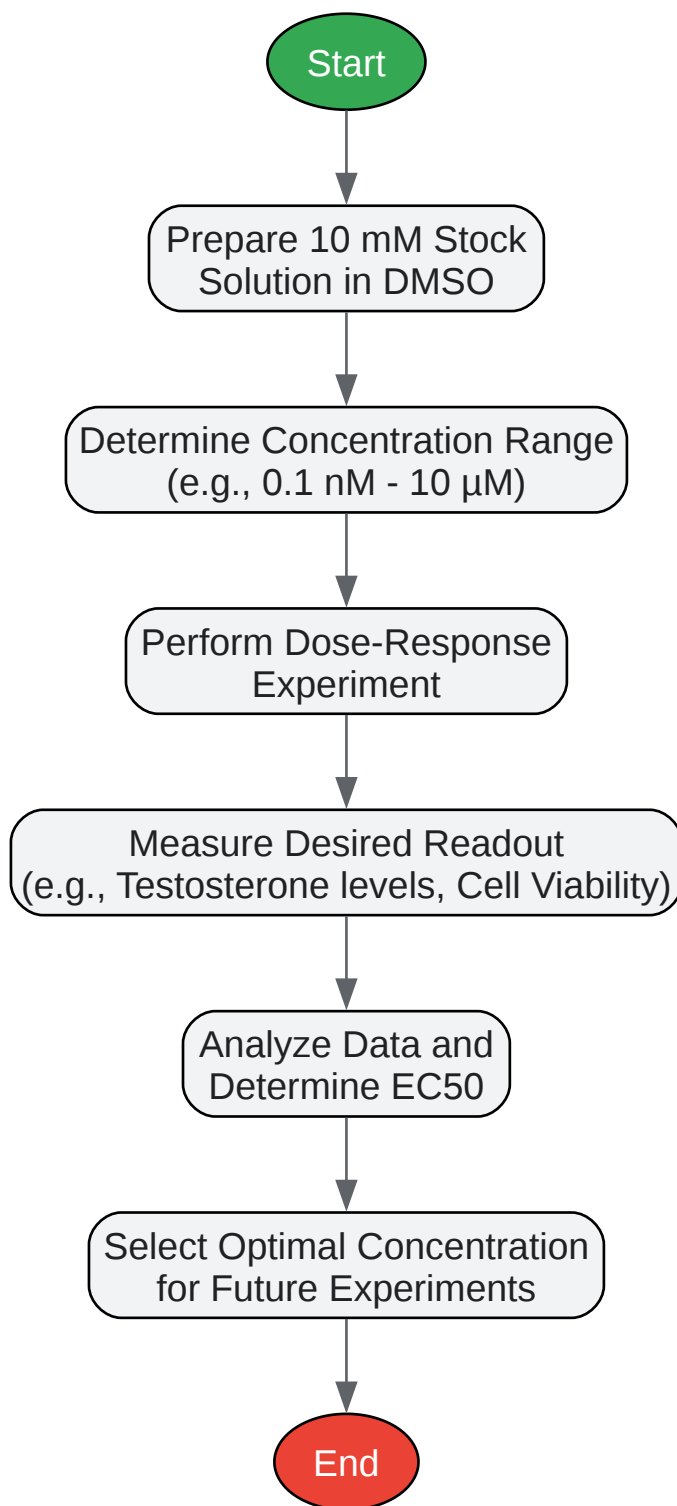 Start
Prepare 10 mM Stock
Solution in DMSO
Determine Concentration Range
(e.g., 0.1 nM - 10 µM)
Perform Dose-Response
Experiment
Measure Desired Readout
(e.g., Testosterone levels, Cell Viability)
Analyze Data and
Determine EC50
Select Optimal Concentration
for Future Experiments
End